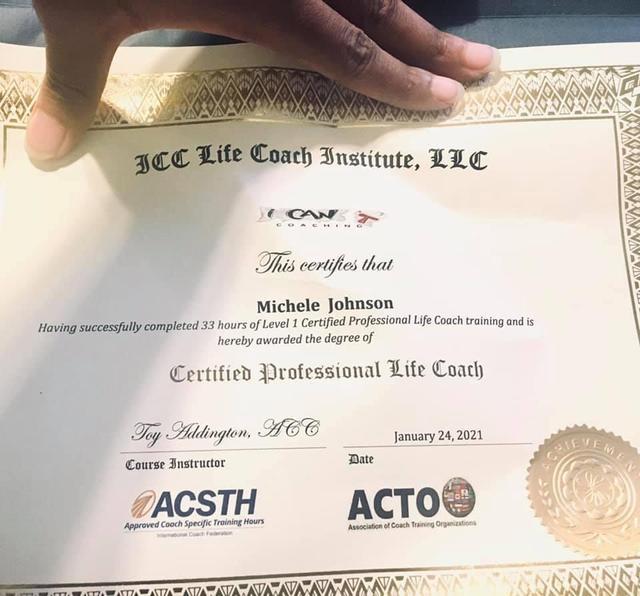 ICC Life Coach Institute, LLC
I CAN T
COACHING
This certifies that
Michele Johnson
Having successfully completed 33 hours of Level 1 Certified Professional Life Coach training and is
hereby awarded the degree of
Certified Professional Life Coach
Toy Addington, ACC
January 24, 2021
Course Instructor
Date
ACSTH
Approved Coach Specific Training Hours
International Coach Federation
ACTO
Association of Coach Training Organizations
ACHIEVEM